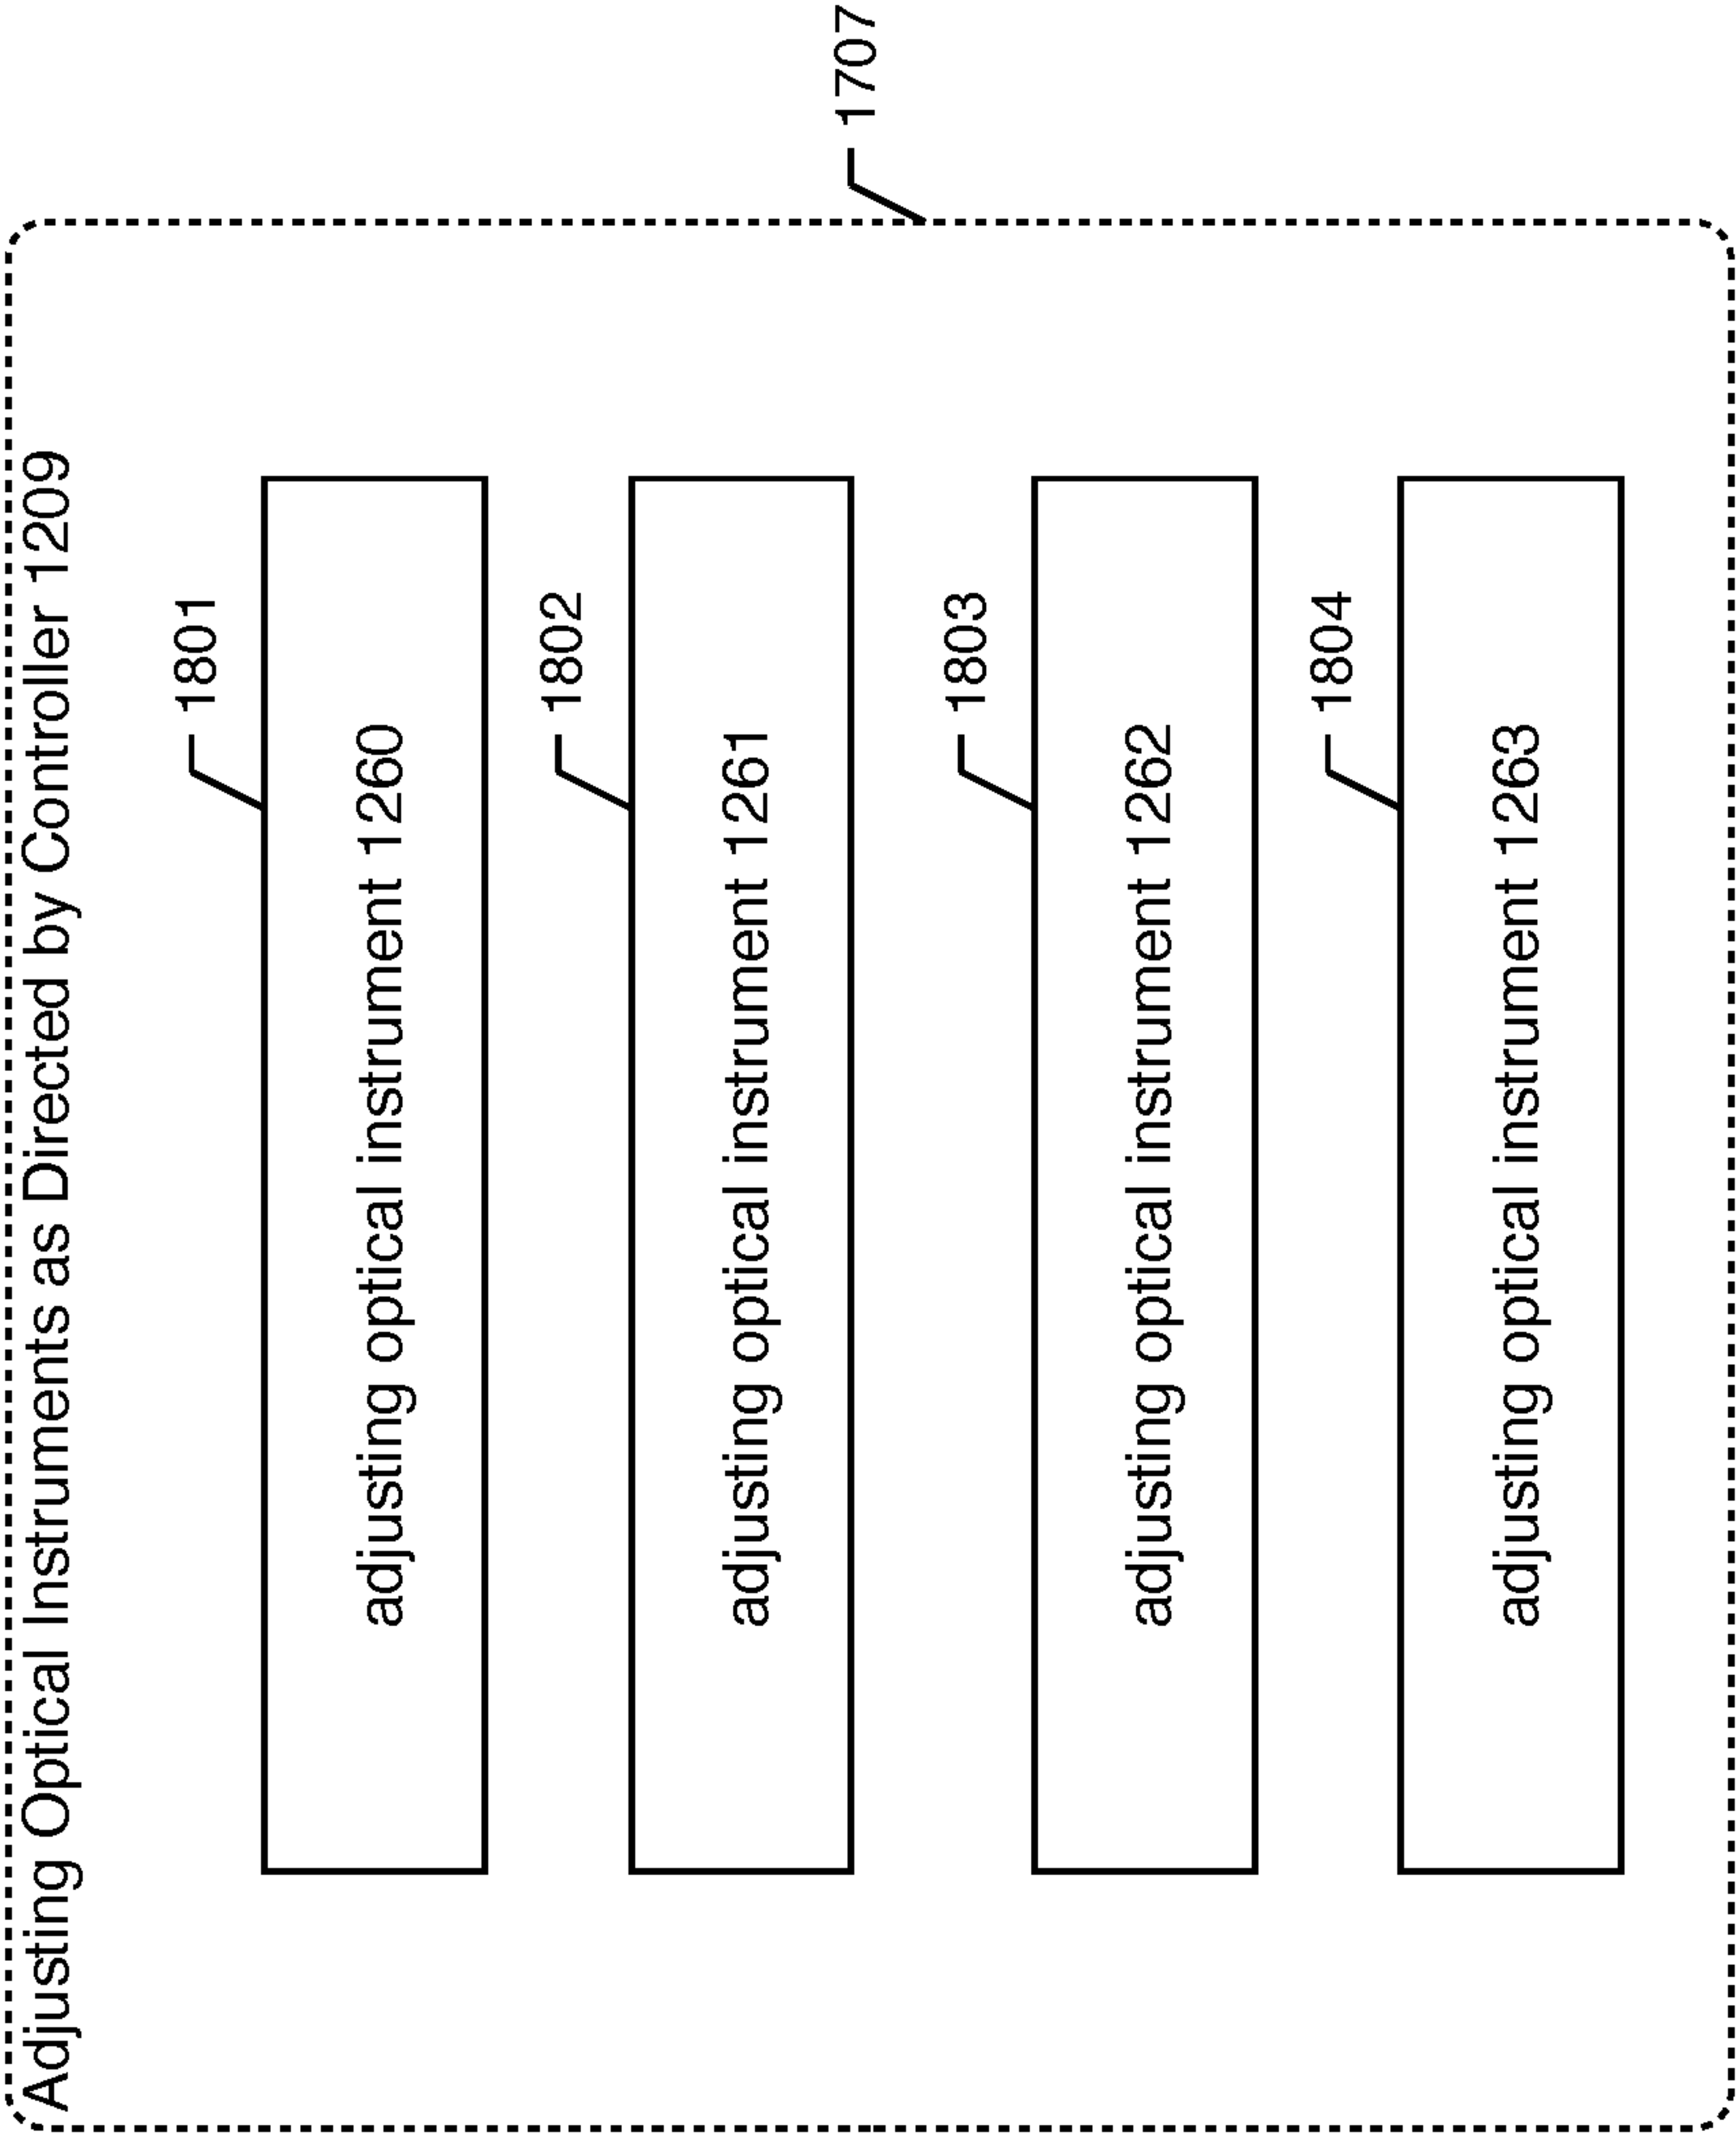 Adjusting Optical Instruments as Directed by Controller 1209
1801
adjusting optical instrument 1260
1802
adjusting optical instrument 1261
1707
1803
adjusting optical instrument 1262
1804
adjusting optical instrument 1263